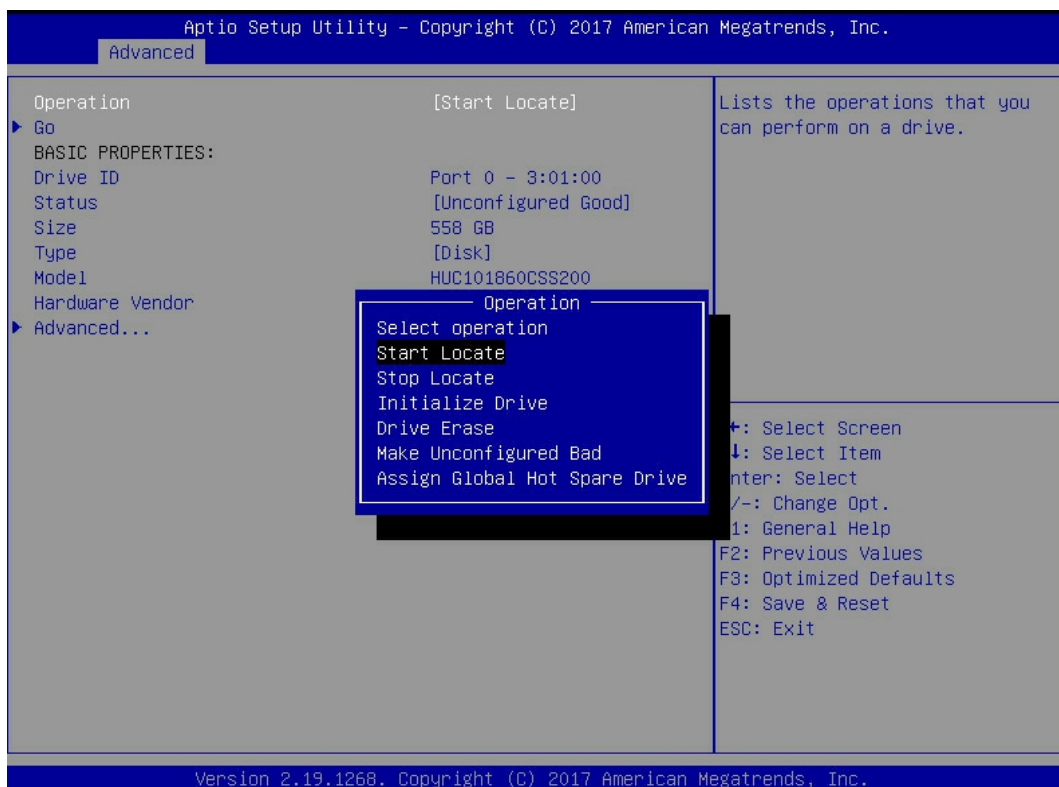 Aptio Setup Utility – Copyright (C) 2017 American Megatrends, Inc.
Advanced
Operation [Start Locate]
Go
BASIC PROPERTIES:
Drive ID Port 0 – 3:01:00
Status [Unconfigured Good]
Size 558 GB
Type [Disk]
Model HUC101860CSS200
Hardware Vendor
Advanced...
Operation
Select operation
Start Locate
Stop Locate
Initialize Drive
Drive Erase
Make Unconfigured Bad
Assign Global Hot Spare Drive
Lists the operations that you
can perform on a drive.
: Select Screen
: Select Item
nter: Select
/–: Change Opt.
1: General Help
F2: Previous Values
F3: Optimized Defaults
F4: Save & Reset
ESC: Exit
Version 2.19.1268. Copyright (C) 2017 American Megatrends, Inc.